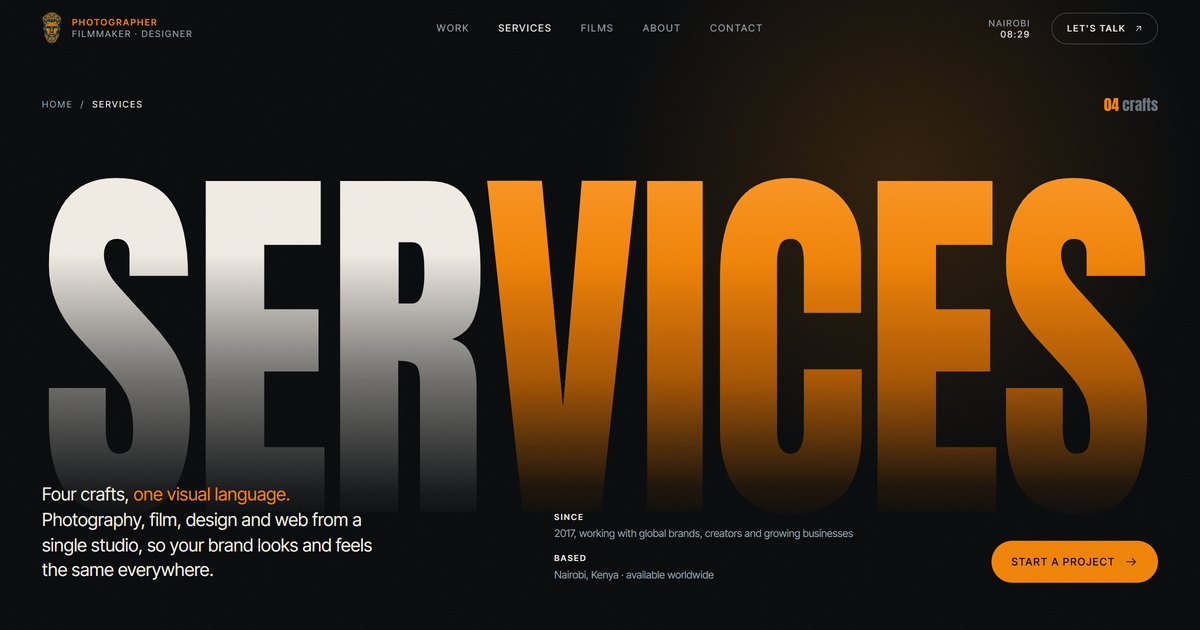 PHOTOGRAPHER
FILMMAKER · DESIGNER
WORK SERVICES FILMS ABOUT CONTACT
NAIROBI
08:29
LET'S TALK ↗
HOME / SERVICES
04 crafts
SERVICES
Four crafts, one visual language.
Photography, film, design and web from a
single studio, so your brand looks and feels
the same everywhere.
SINCE
2017, working with global brands, creators and growing businesses
BASED
Nairobi, Kenya · available worldwide
START A PROJECT →